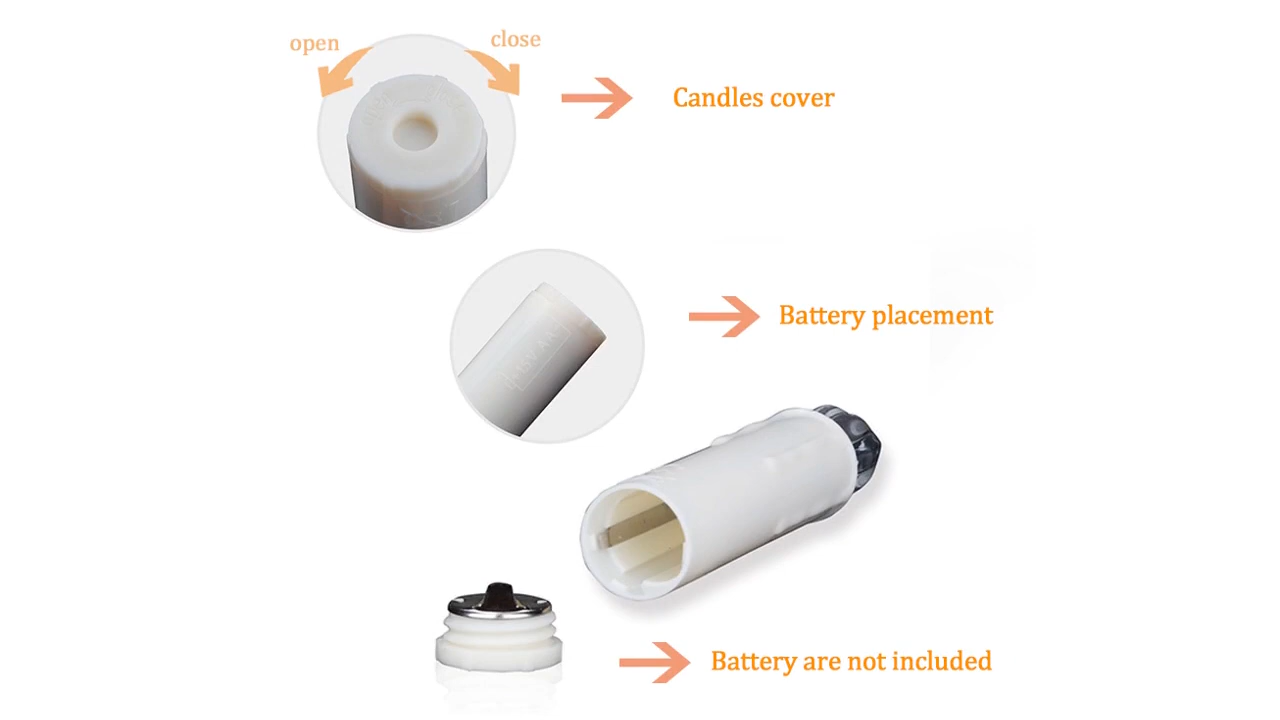 open
close
Candles cover
Battery placement
Battery are not included